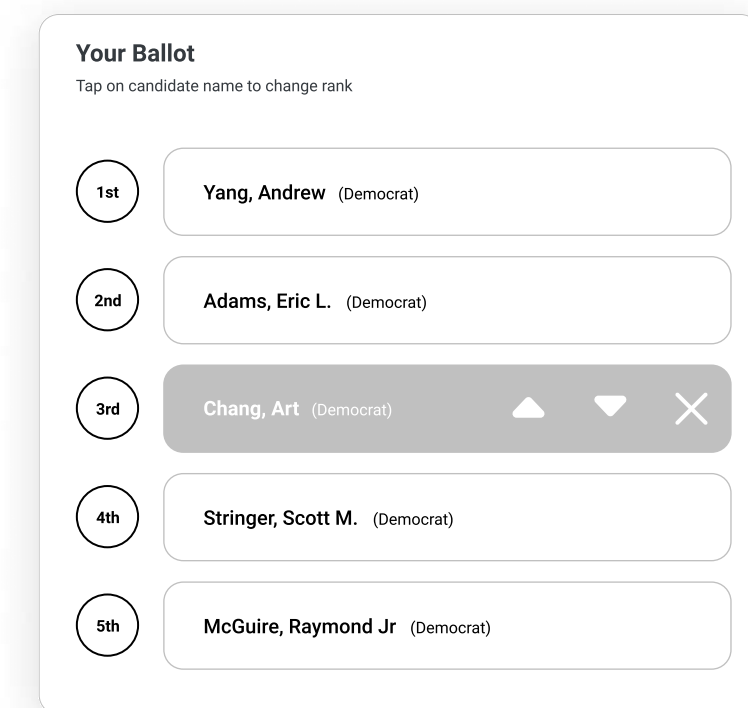 Your Ballot
Tap on candidate name to change rank
1st Yang, Andrew (Democrat)
2nd Adams, Eric L. (Democrat)
3rd Chang, Art (Democrat)
4th Stringer, Scott M. (Democrat)
5th McGuire, Raymond Jr (Democrat)